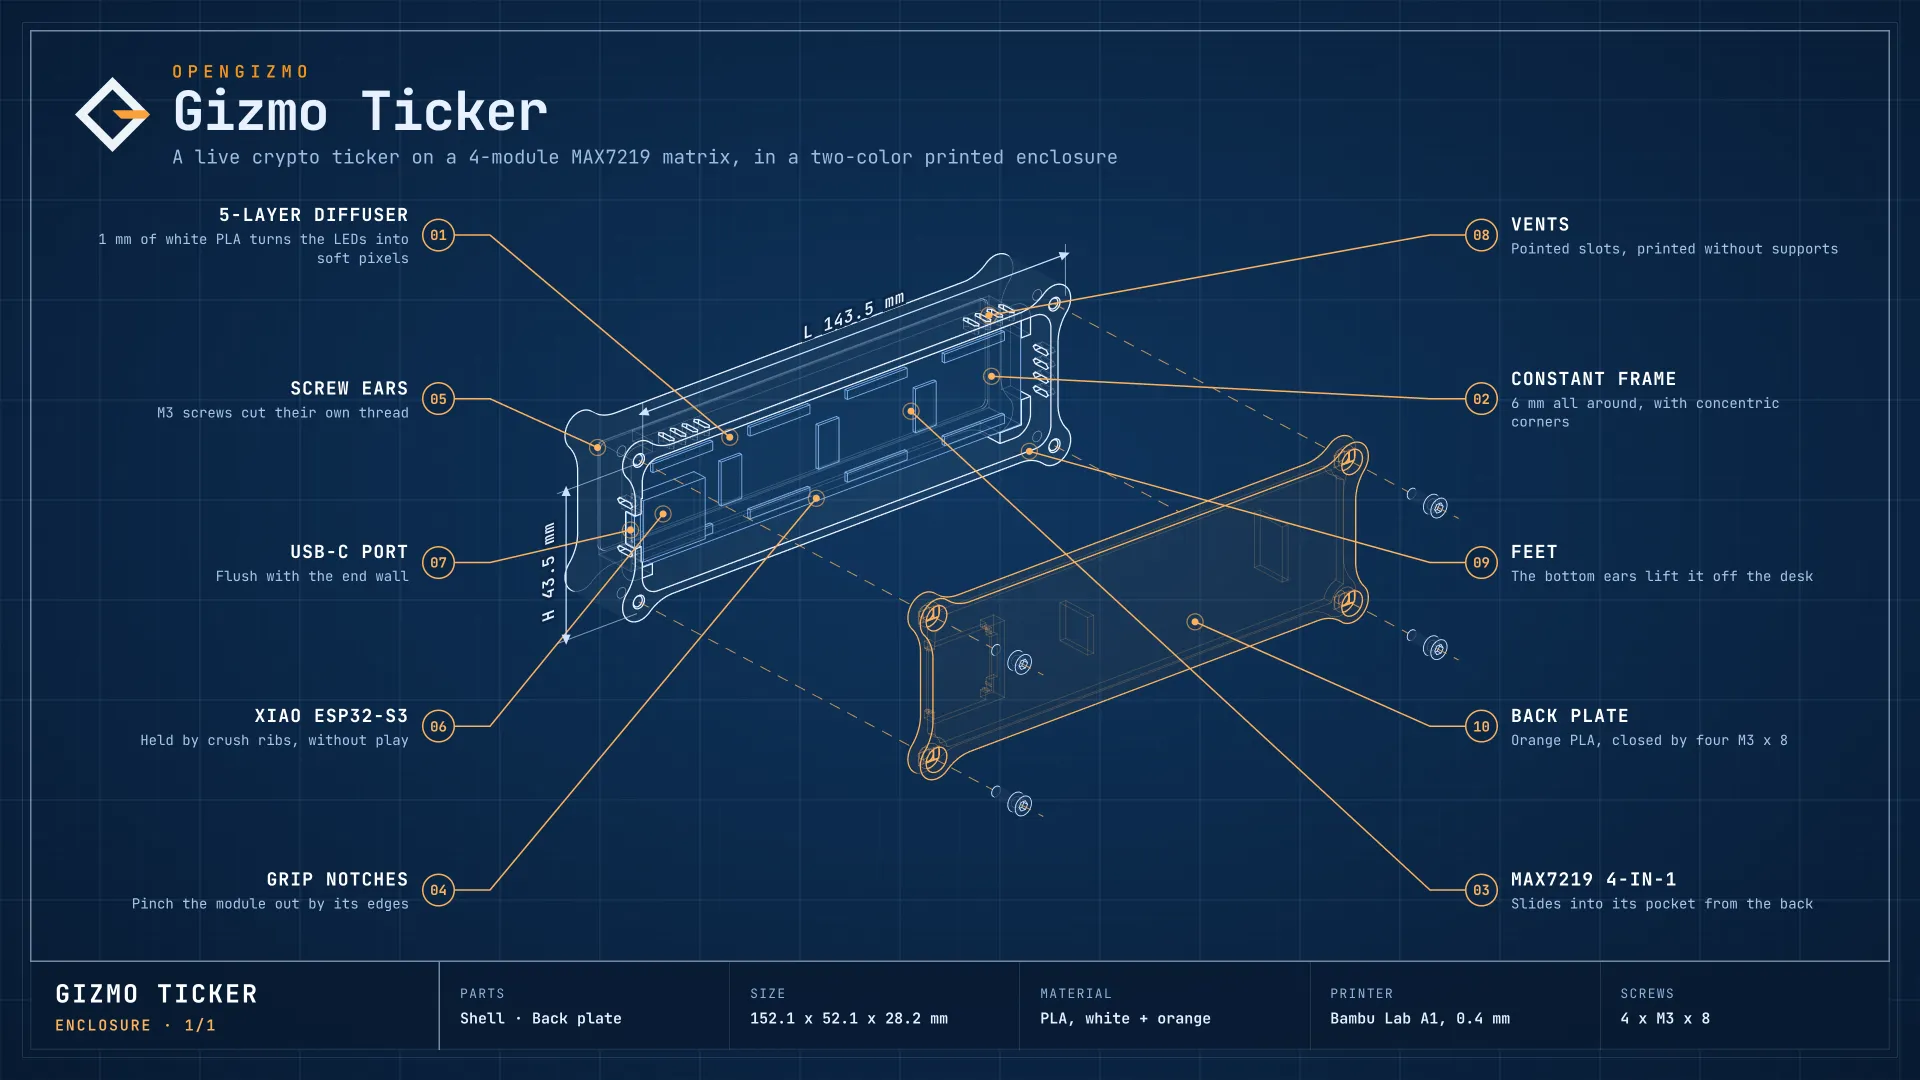 OPENGIZMO
Gizmo Ticker
A live crypto ticker on a 4-module MAX7219 matrix, in a two-color printed enclosure
5-LAYER DIFFUSER
1 mm of white PLA turns the LEDs into
soft pixels
01
SCREW EARS
M3 screws cut their own thread
05
USB-C PORT
Flush with the end wall
07
XIAO ESP32-S3
Held by crush ribs, without play
06
GRIP NOTCHES
Pinch the module out by its edges
04
L 143.5 mm
H 43.5 mm
08
VENTS
Pointed slots, printed without supports
02
CONSTANT FRAME
6 mm all around, with concentric
corners
09
FEET
The bottom ears lift it off the desk
10
BACK PLATE
Orange PLA, closed by four M3 x 8
03
MAX7219 4-IN-1
Slides into its pocket from the back
GIZMO TICKER
ENCLOSURE · 1/1
PARTS
Shell · Back plate
SIZE
152.1 x 52.1 x 28.2 mm
MATERIAL
PLA, white + orange
PRINTER
Bambu Lab A1, 0.4 mm
SCREWS
4 x M3 x 8